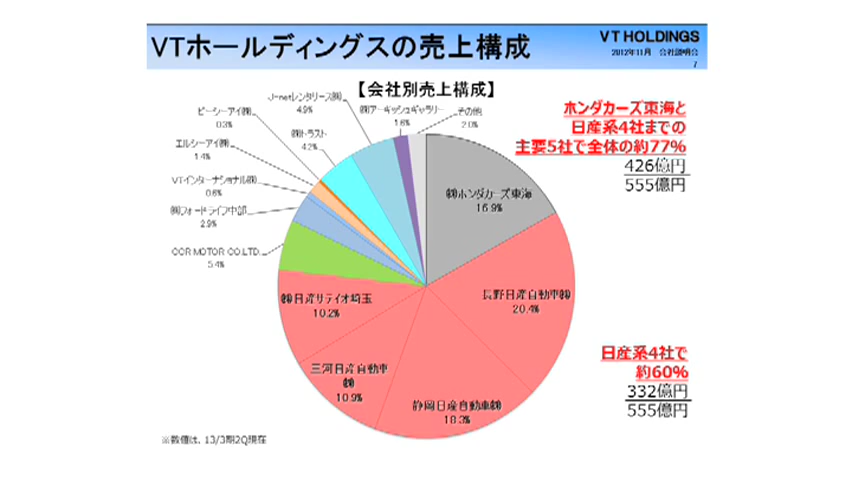 VTホールディングスの売上構成
VT HOLDINGS
2012年11月 会社説明会
7
【会社別売上構成】
J-netレンタリース㈱
4.9%
㈱アーキッシュギャラリー
1.6%
その他
2.0%
ピーシーアイ㈱
0.3%
㈱トラスト
4.2%
エルシーアイ㈱
1.4%
VTインターナショナル㈱
0.6%
㈱フォードライフ中部
2.9%
CCR MOTOR CO.LTD.
5.4%
㈱ホンダカーズ東海
16.9%
長野日産自動車㈱
20.4%
静岡日産自動車㈱
18.3%
三河日産自動車
㈱
10.9%
㈱日産サティオ埼玉
10.2%
ホンダカーズ東海と
日産系4社までの
主要5社で全体の約77%
426億円
555億円
日産系4社で
約60%
332億円
555億円
※数値は、13/3期2Q現在